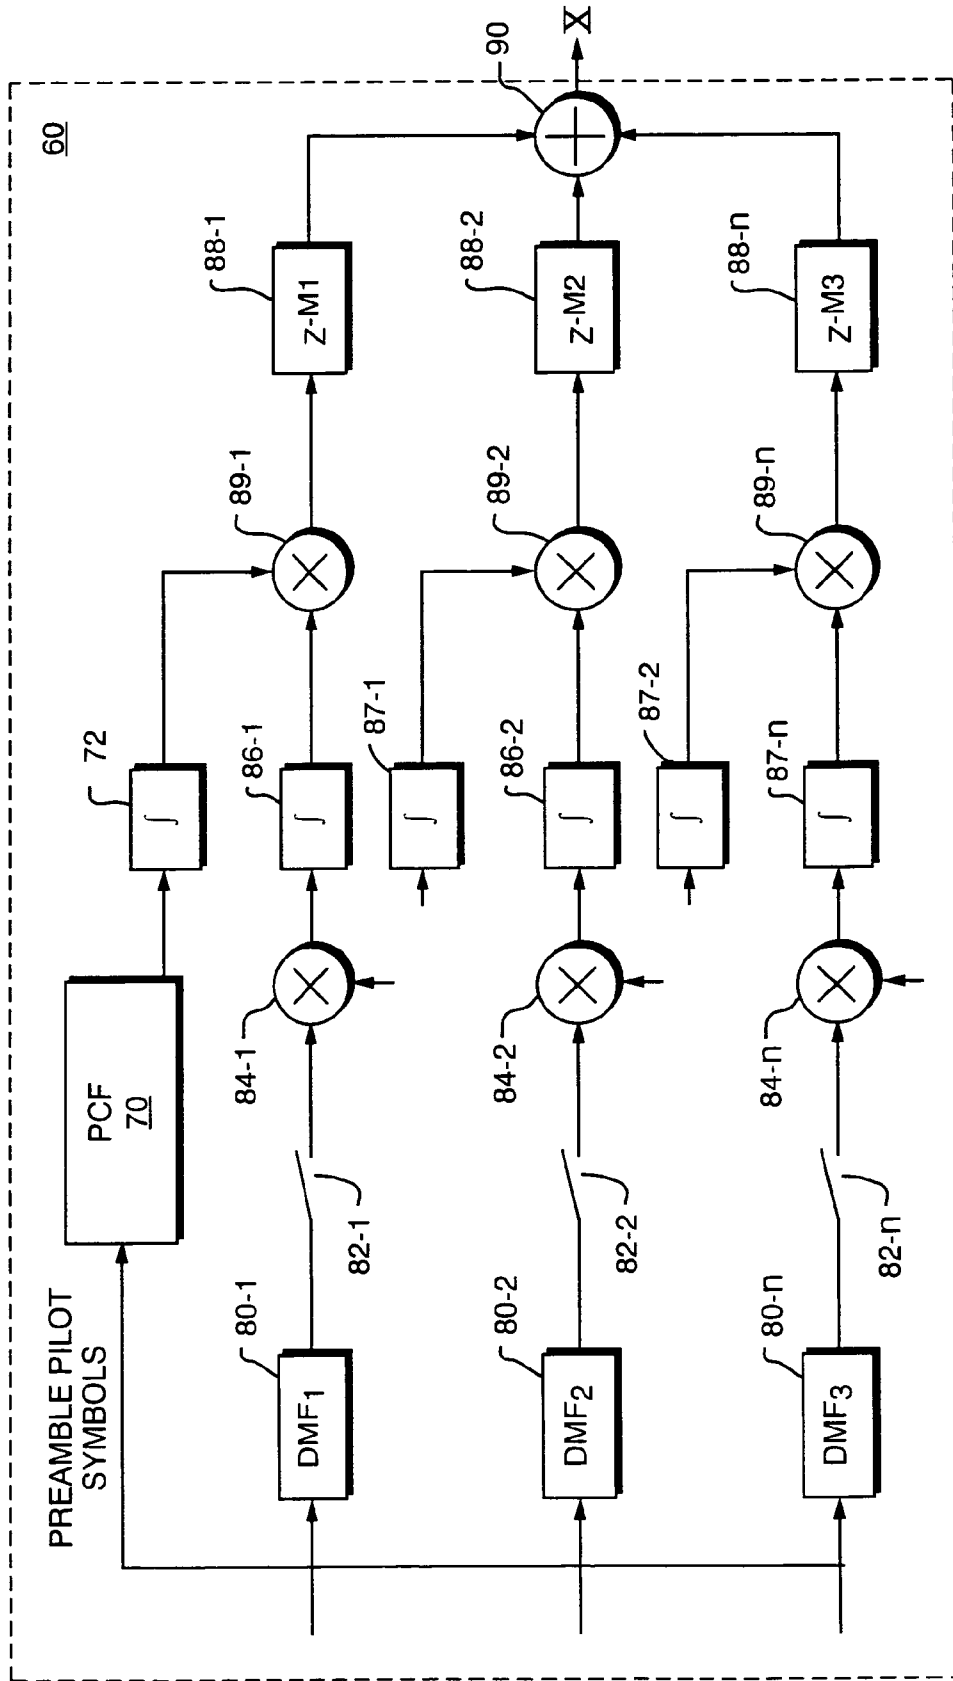 60
PREAMBLE PILOT
SYMBOLS
PCF
70
72
80-1
DMF1
82-1
84-1
86-1
∫
∫
89-1
88-1
z-M1
90
X
87-1
∫
80-2
DMF2
82-2
84-2
86-2
∫
89-2
88-2
z-M2
87-2
∫
80-n
DMF3
82-n
84-n
87-n
∫
89-n
88-n
z-M3